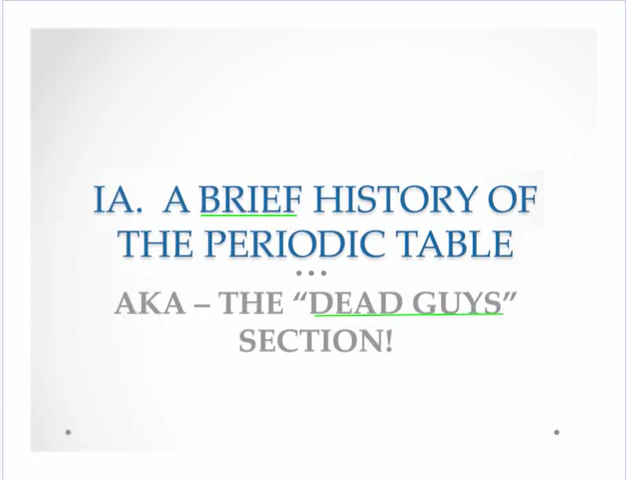 IA. A BRIEF HISTORY OF
THE PERIODIC TABLE
AKA – THE “DEAD GUYS”
SECTION!